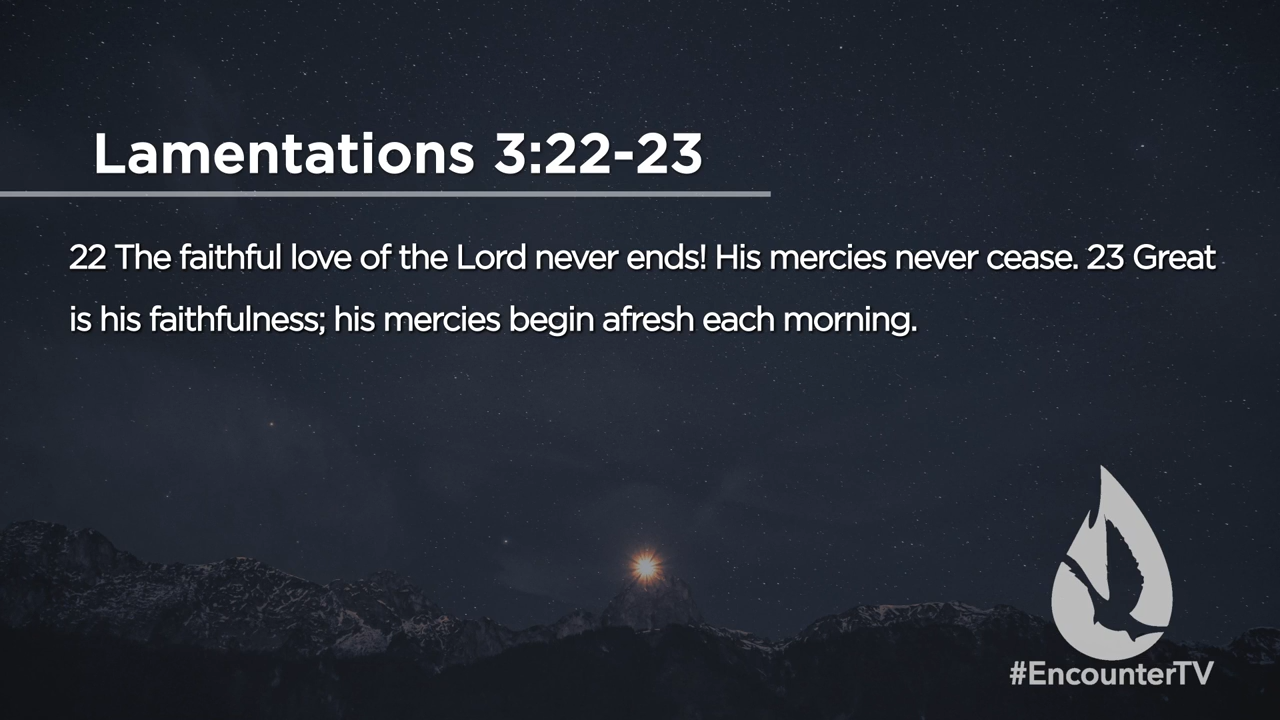 Lamentations 3:22-23
22 The faithful love of the Lord never ends! His mercies never cease. 23 Great
is his faithfulness; his mercies begin afresh each morning.
#EncounterTV